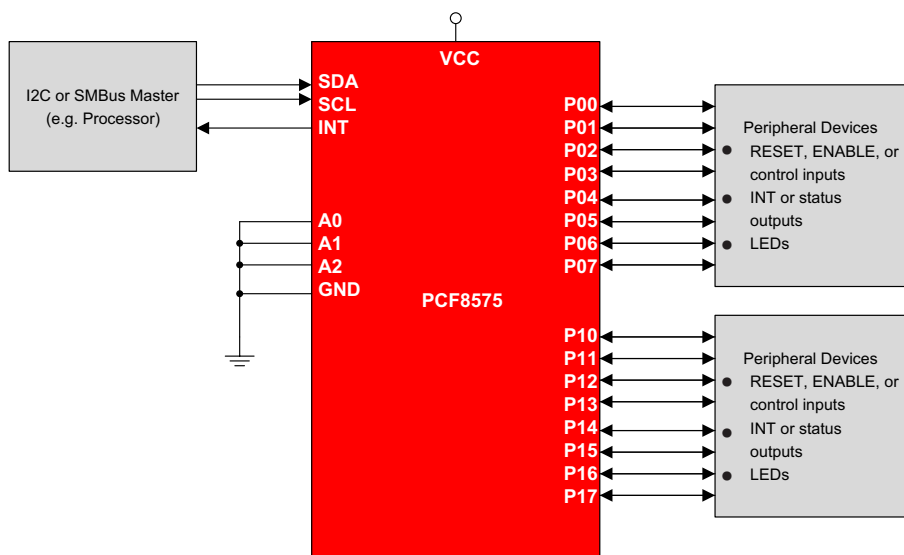 VCC
I2C or SMBus Master
(e.g. Processor)
SDA
SCL
INT
A0
A1
A2
GND
PCF8575
P00
P01
P02
P03
P04
P05
P06
P07
P10
P11
P12
P13
P14
P15
P16
P17
Peripheral Devices
● RESET, ENABLE, or
control inputs
● INT or status
outputs
● LEDs
Peripheral Devices
● RESET, ENABLE, or
control inputs
● INT or status
outputs
● LEDs